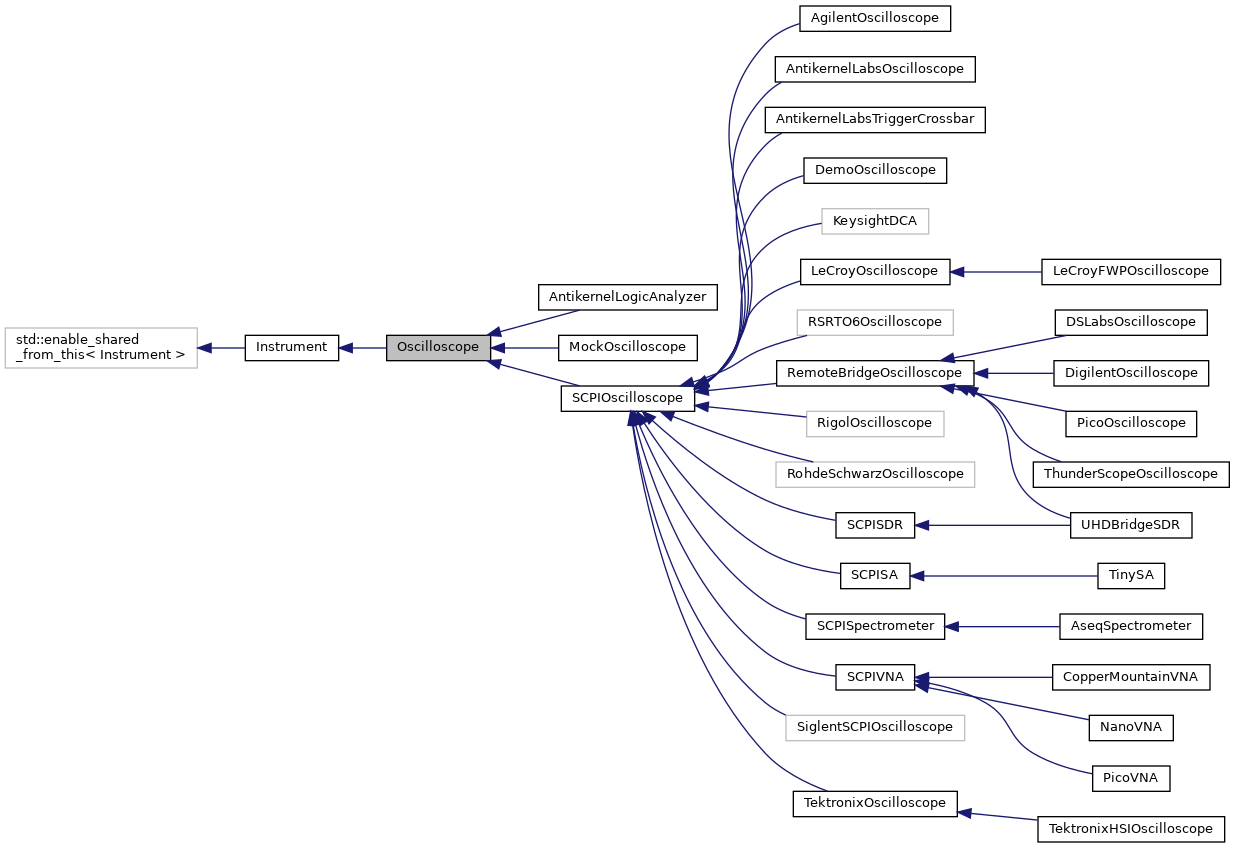 std::enable_shared
_from_this< Instrument >
Instrument
Oscilloscope
AntikernelLogicAnalyzer
MockOscilloscope
SCPIOscilloscope
AgilentOscilloscope
AntikernelLabsOscilloscope
AntikernelLabsTriggerCrossbar
DemoOscilloscope
KeysightDCA
LeCroyOscilloscope
RSRTO6Oscilloscope
RemoteBridgeOscilloscope
RigolOscilloscope
RohdeSchwarzOscilloscope
SCPISDR
SCPISA
SCPISpectrometer
SCPIVNA
SiglentSCPIOscilloscope
TektronixOscilloscope
LeCroyFWPOscilloscope
DSLabsOscilloscope
DigilentOscilloscope
PicoOscilloscope
ThunderScopeOscilloscope
UHDBridgeSDR
TinySA
AseqSpectrometer
CopperMountainVNA
NanoVNA
PicoVNA
TektronixHSIOscilloscope